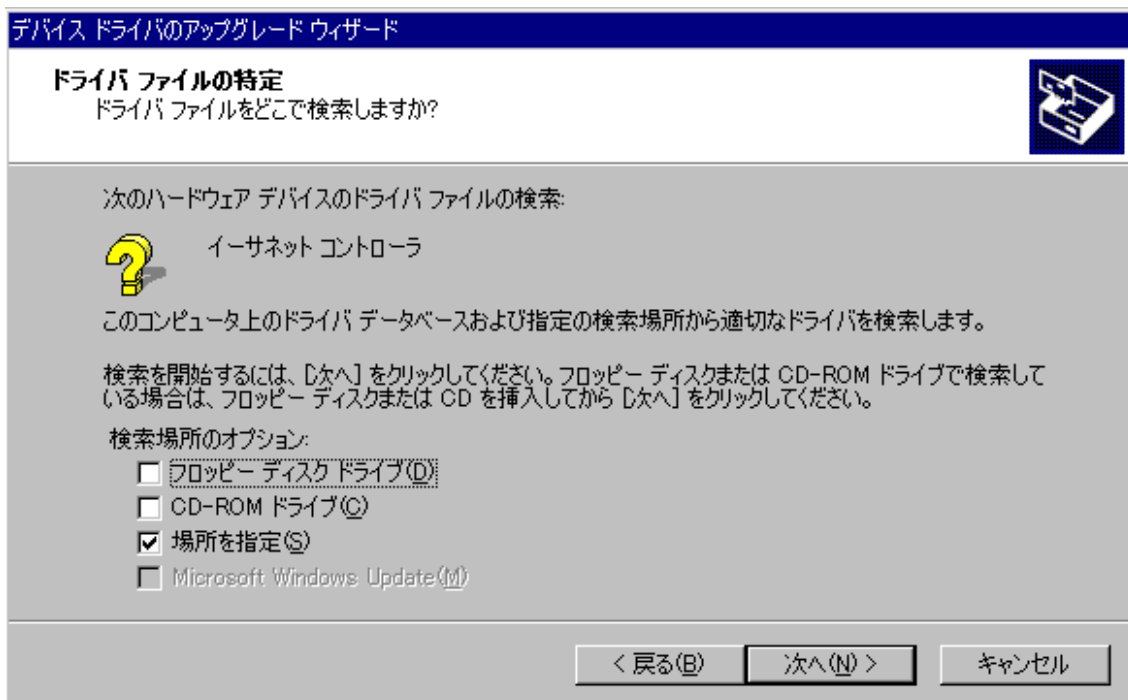 デバイス ドライバのアップグレード ウィザード
ドライバ ファイルの特定
ドライバ ファイルをどこで検索しますか?
次のハードウェア デバイスのドライバ ファイルの検索:
イーサネット コントローラ
このコンピュータ上のドライバ データベースおよび指定の検索場所から適切なドライバを検索します。
検索を開始するには、[次へ] をクリックしてください。フロッピー ディスクまたは CD-ROM ドライブで検索して
いる場合は、フロッピー ディスクまたは CD を挿入してから [次へ] をクリックしてください。
検索場所のオプション:
フロッピー ディスク ドライブ(D)
CD-ROM ドライブ(C)
場所を指定(S)
Microsoft Windows Update(M)
< 戻る(B) 次へ(N) > キャンセル